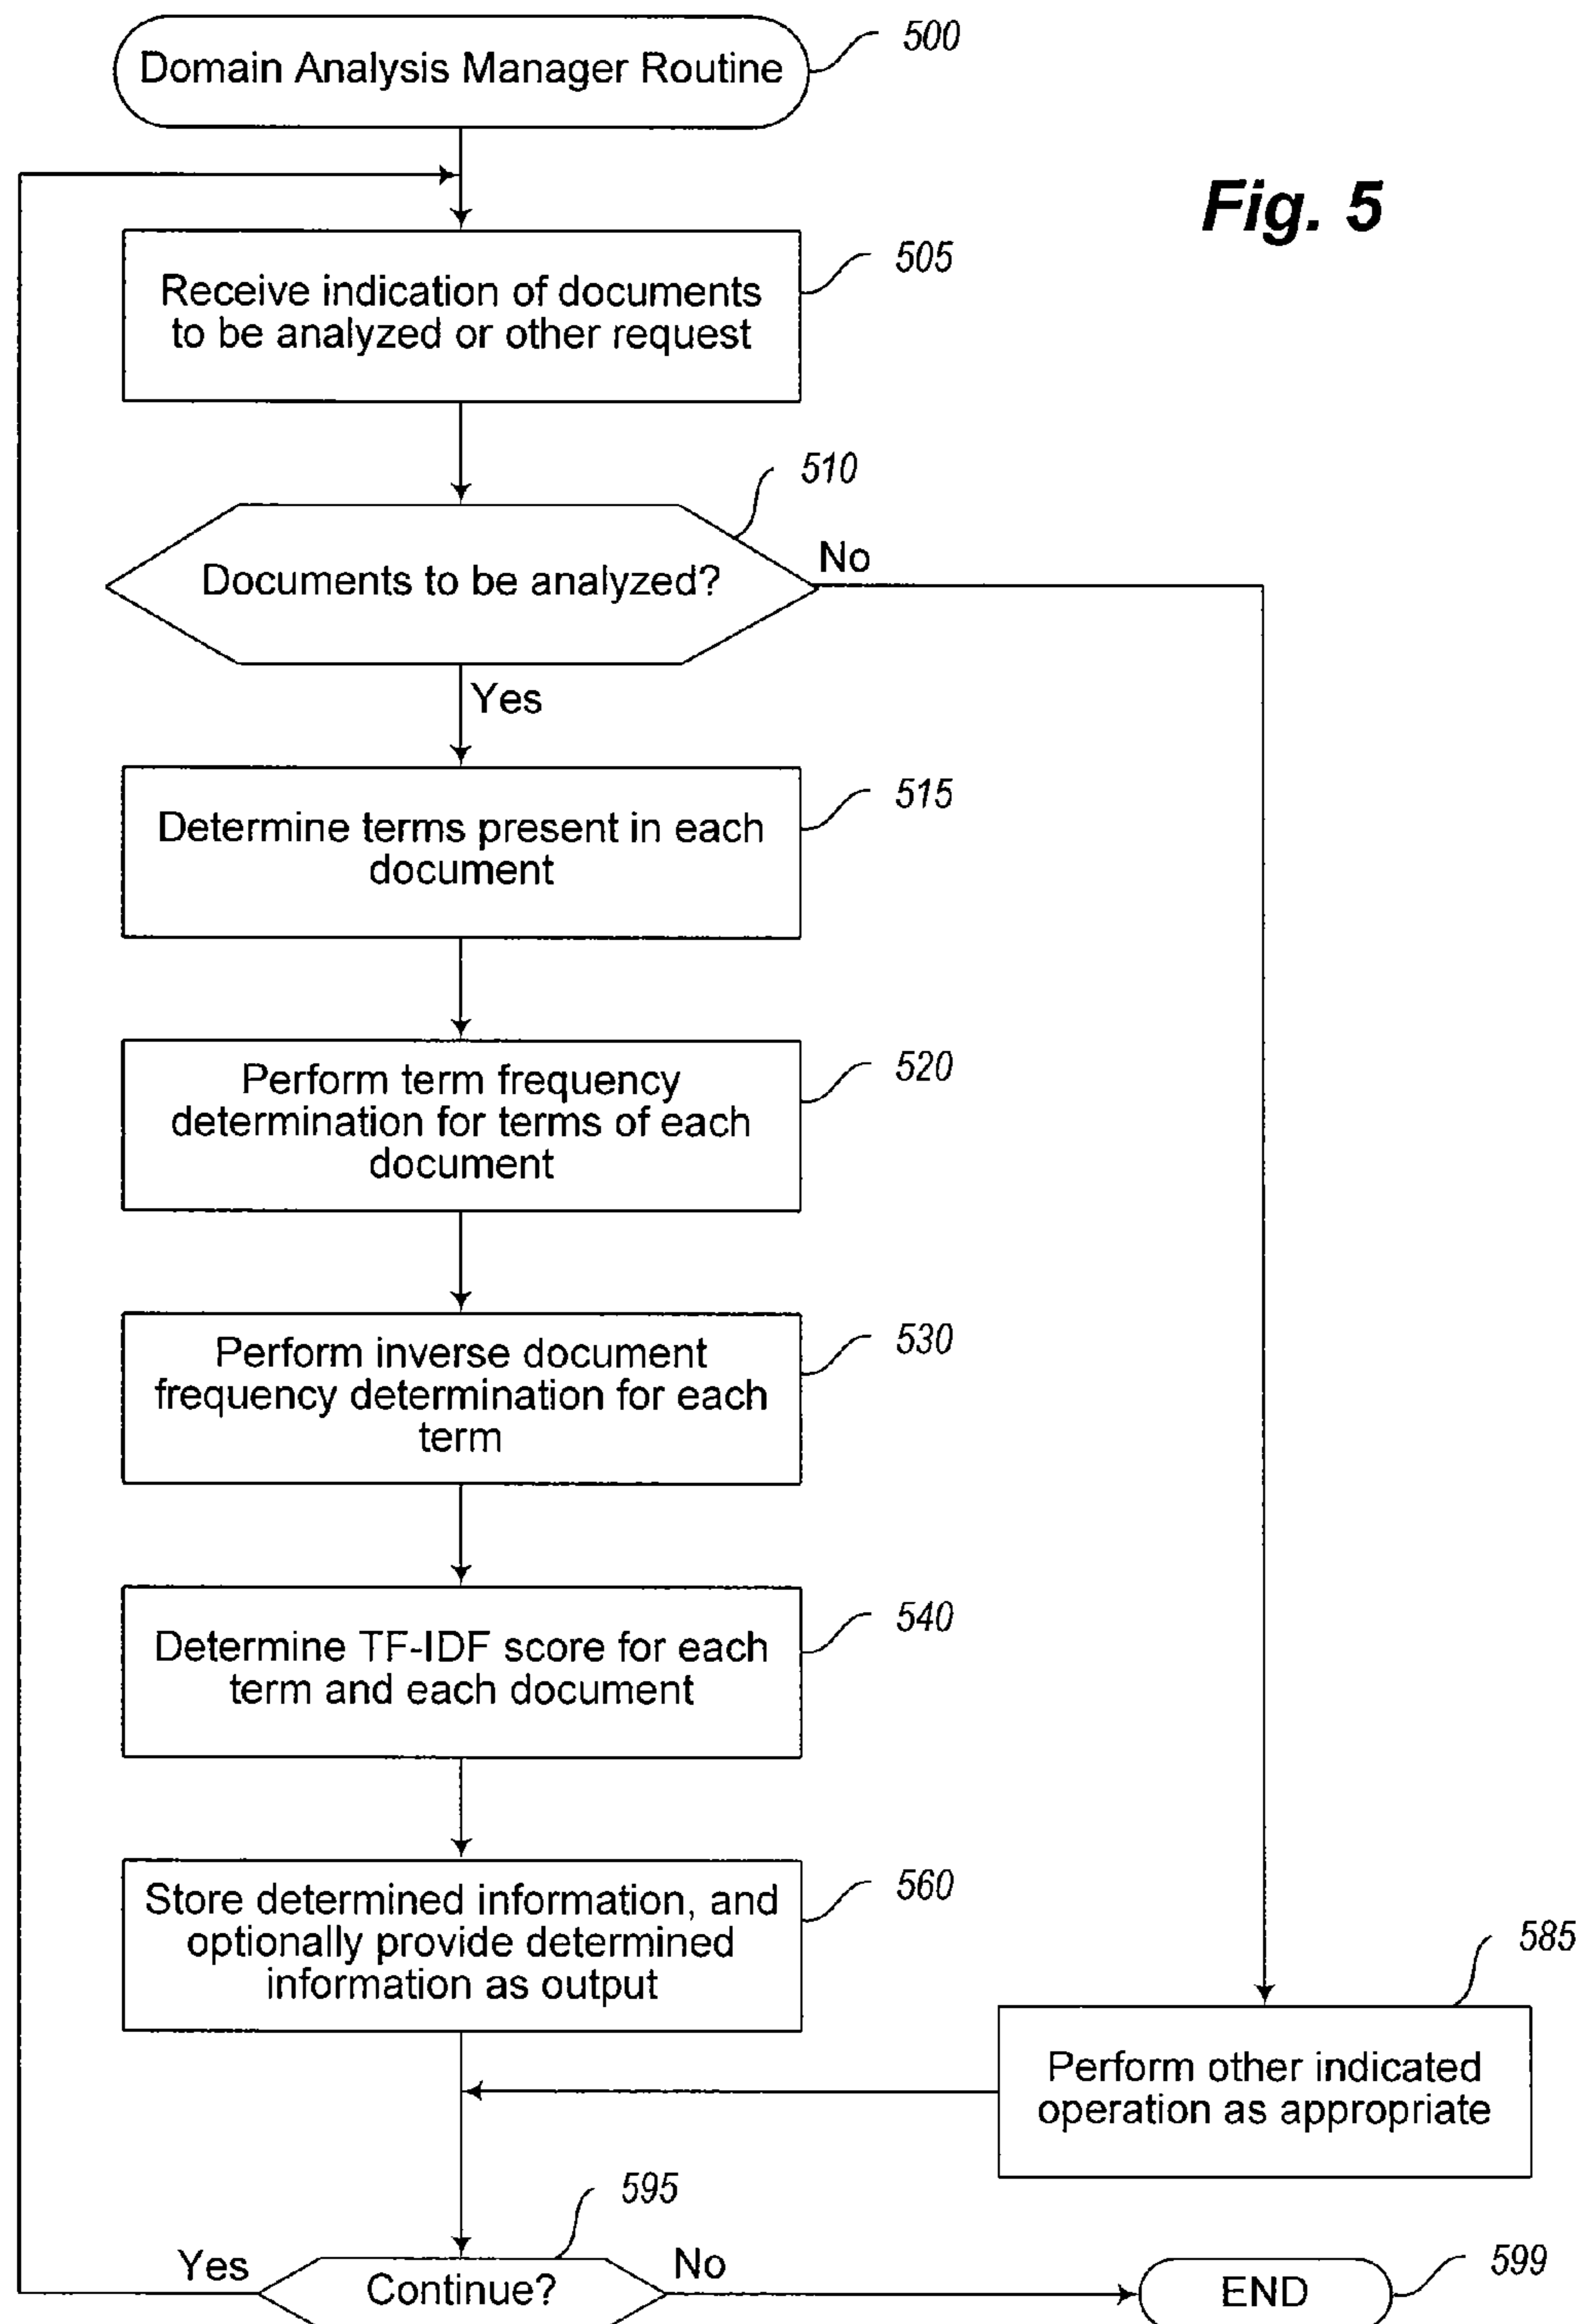 Domain Analysis Manager Routine
500
Fig. 5
505
Receive indication of documents
to be analyzed or other request
510
Documents to be analyzed?
No
Yes
515
Determine terms present in each
document
520
Perform term frequency
determination for terms of each
document
530
Perform inverse document
frequency determination for each
term
540
Determine TF-IDF score for each
term and each document
560
Store determined information, and
optionally provide determined
information as output
585
Perform other indicated
operation as appropriate
595
Yes
Continue?
No
END
599